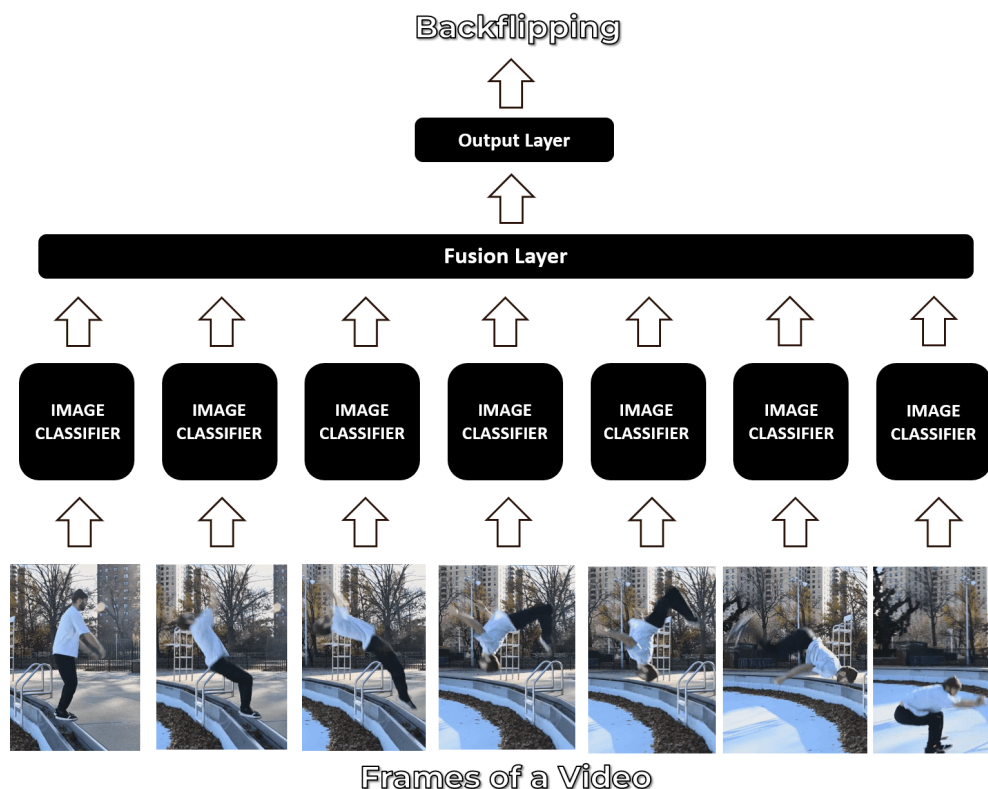 Backflipping
Output Layer
Fusion Layer
IMAGE CLASSIFIER
IMAGE CLASSIFIER
IMAGE CLASSIFIER
IMAGE CLASSIFIER
IMAGE CLASSIFIER
IMAGE CLASSIFIER
IMAGE CLASSIFIER
Frames of a Video